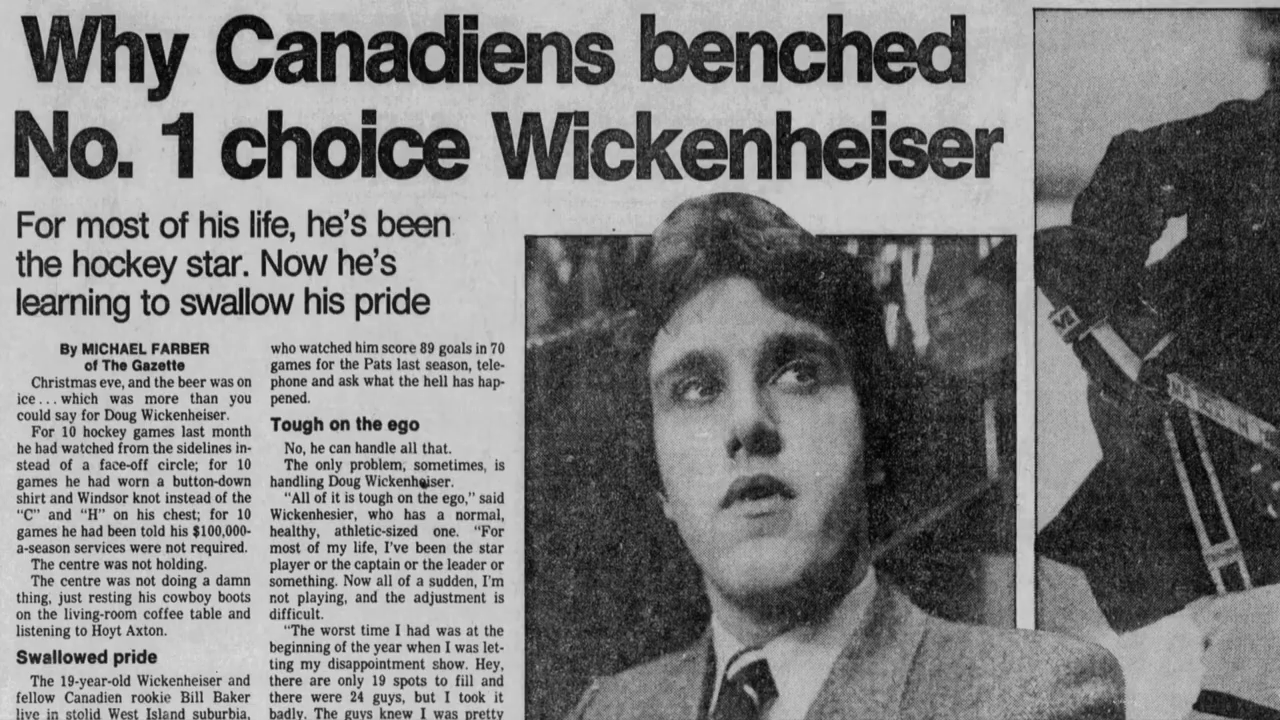 Why Canadiens benched
No. 1 choice Wickenheiser
For most of his life, he's been
the hockey star. Now he's
learning to swallow his pride
By MICHAEL FARBER
of The Gazette
Christmas eve, and the beer was on
ice . . . which was more than you
could say for Doug Wickenheiser.
For 10 hockey games last month
he had watched from the sidelines in-
stead of a face-off circle; for 10
games he had worn a button-down
shirt and Windsor knot instead of the
"C" and "H" on his chest; for 10
games he had been told his $100,000-
a-season services were not required.
The centre was not holding.
The centre was not doing a damn
thing, just resting his cowboy boots
on the living-room coffee table and
listening to Hoyt Axton.
Swallowed pride
The 19-year-old Wickenheiser and
fellow Canadien rookie Bill Baker
live in stolid West Island suburbia,
who watched him score 89 goals in 70
games for the Pats last season, tele-
phone and ask what the hell has hap-
pened.
Tough on the ego
No, he can handle all that.
The only problem, sometimes, is
handling Doug Wickenheiser.
"All of it is tough on the ego," said
Wickenhesier, who has a normal,
healthy, athletic-sized one. "For
most of my life, I've been the star
player or the captain or the leader or
something. Now all of a sudden, I'm
not playing, and the adjustment is
difficult.
"The worst time I had was at the
beginning of the year when I was let-
ting my disappointment show. Hey,
there are only 19 spots to fill and
there were 24 guys, but I took it
badly. The guys knew I was pretty